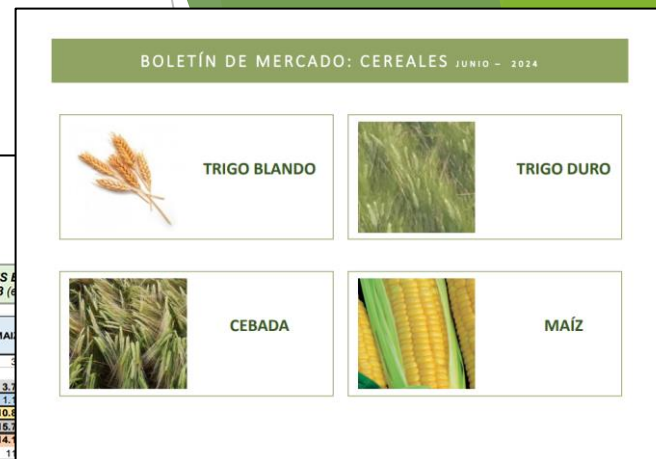 BOLETÍN DE MERCADO: CEREALES JUNIO – 2024
TRIGO BLANDO
TRIGO DURO
CEBADA
MAÍZ